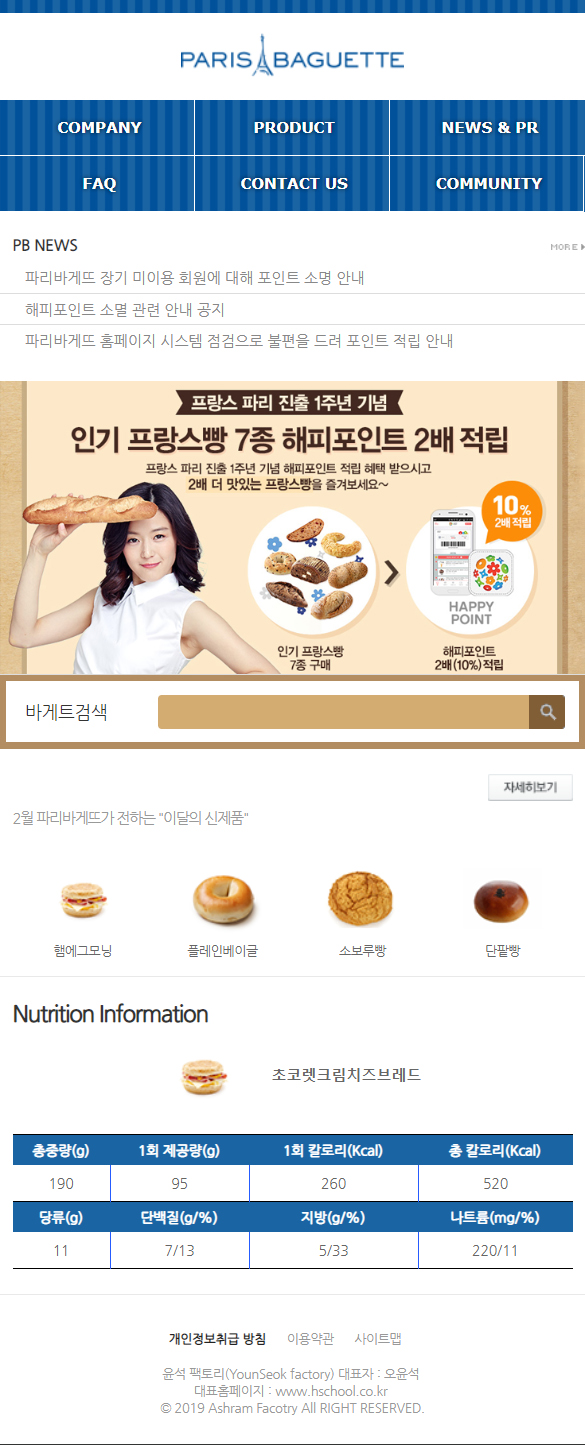 PARIS BAGUETTE
COMPANY PRODUCT NEWS & PR
FAQ CONTACT US COMMUNITY
PB NEWS MORE
파리바게뜨 장기 미이용 회원에 대해 포인트 소명 안내
해피포인트 소멸 관련 안내 공지
파리바게뜨 홈페이지 시스템 점검으로 불편을 드려 포인트 적립 안내
프랑스 파리 진출 1주년 기념
인기 프랑스빵 7종 해피포인트 2배 적립
프랑스 파리 진출 1주년 기념 해피포인트 적립 혜택 받으시고
2배 더 맛있는 프랑스빵을 즐겨보세요~
10%
2배 적립
HAPPY
POINT
인기 프랑스빵 해피포인트
7종 구매 2배(10%)적립
바게트검색
자세히보기
2월 파리바게뜨가 전하는 "이달의 신제품"
햄에그모닝 플레인베이글 소보루빵 단팥빵
Nutrition Information
초코렛크림치즈브레드
총중량(g) 1회 제공량(g) 1회 칼로리(Kcal) 총 칼로리(Kcal)
190 95 260 520
당류(g) 단백질(g/%) 지방(g/%) 나트륨(mg/%)
11 7/13 5/33 220/11
개인정보취급 방침 이용약관 사이트맵
윤석 팩토리(YounSeok factory) 대표자 : 오윤석
대표홈페이지 : www.hschool.co.kr
© 2019 Ashram Facotry All RIGHT RESERVED.